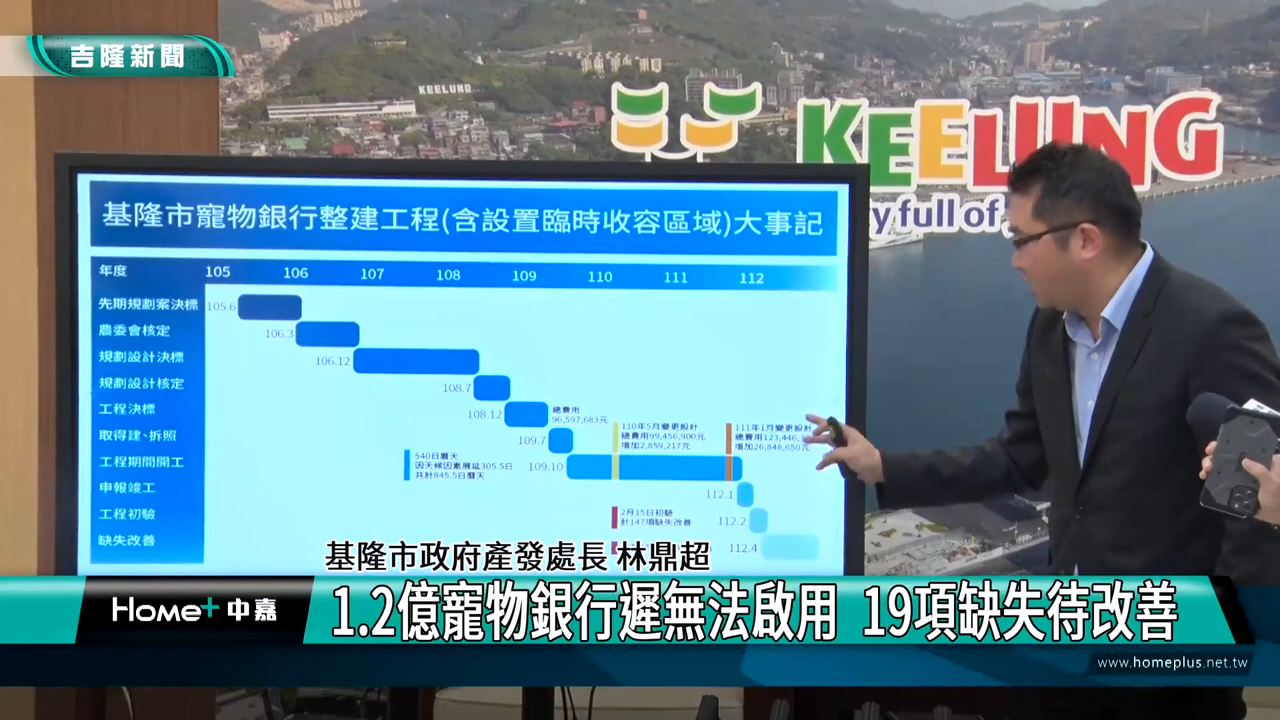 吉隆新聞
KEELUNG
KEELUNG
y full of
基隆市寵物銀行整建工程(含設置臨時收容區域)大事記
年度 105 106 107 108 109 110 111 112
先期規劃案決標 105.6
農委會核定 106.3
規劃設計決標 106.12
規劃設計核定 108.7
工程決標 108.12 總費用
96,597,683元
取得建、拆照 109.7
110年5月變更設計
總費用99,456,900元
增加2,859,217元
111年1月變更設計
總費用123,446,
增加26,848,650元
工程期間開工 109.10
540日曆天
因天候因素展延305.5日
共計845.5日曆天
申報竣工 112.1
工程初驗 112.2
2月15日初驗
計147項缺失改善
缺失改善 112.4
基隆市政府產發處長 林鼎超
Home+中嘉
1.2億寵物銀行遲無法啟用 19項缺失待改善
www.homeplus.net.tw